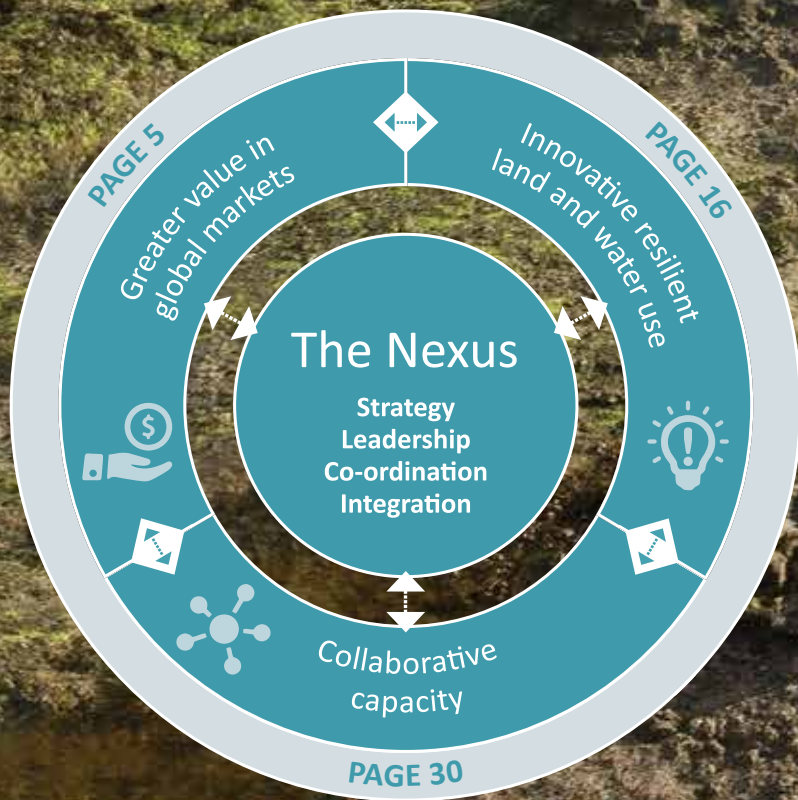 PAGE 5
Greater value in
global markets
PAGE 16
Innovative resilient
land and water use
The Nexus
Strategy
Leadership
Co-ordination
Integration
$
Collaborative
capacity
PAGE 30